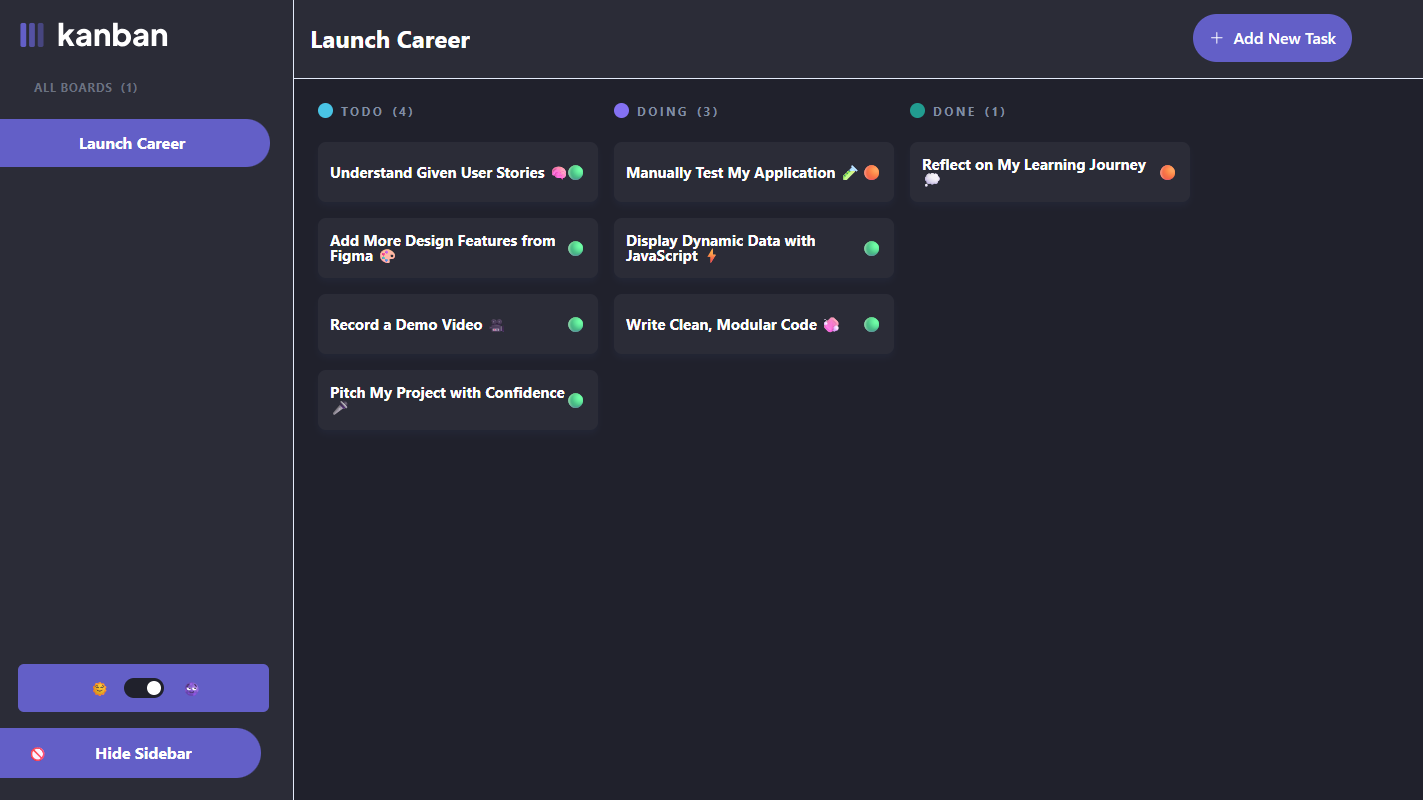 kanban
ALL BOARDS (1)
Launch Career
Hide Sidebar
Launch Career
+ Add New Task
TODO (4)
Understand Given User Stories 🧠
Add More Design Features from
Figma 🎨
Record a Demo Video 🎥
Pitch My Project with Confidence
🎤
DOING (3)
Manually Test My Application 🧪
Display Dynamic Data with
JavaScript ⚡
Write Clean, Modular Code 🧼
DONE (1)
Reflect on My Learning Journey
💭